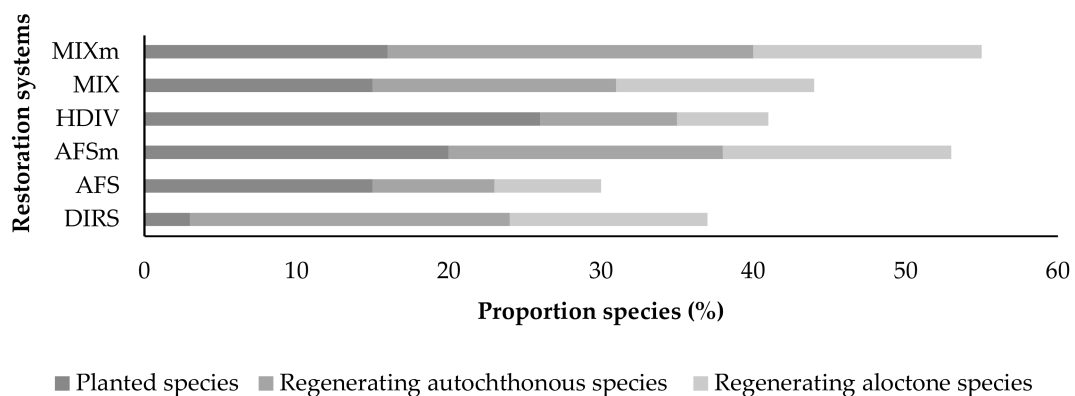 Restoration systems
MIXm
MIX
HDIV
AFSm
AFS
DIRS
0 10 20 30 40 50 60
Proportion species (%)
Planted species Regenerating autochthonous species Regenerating aloctone species